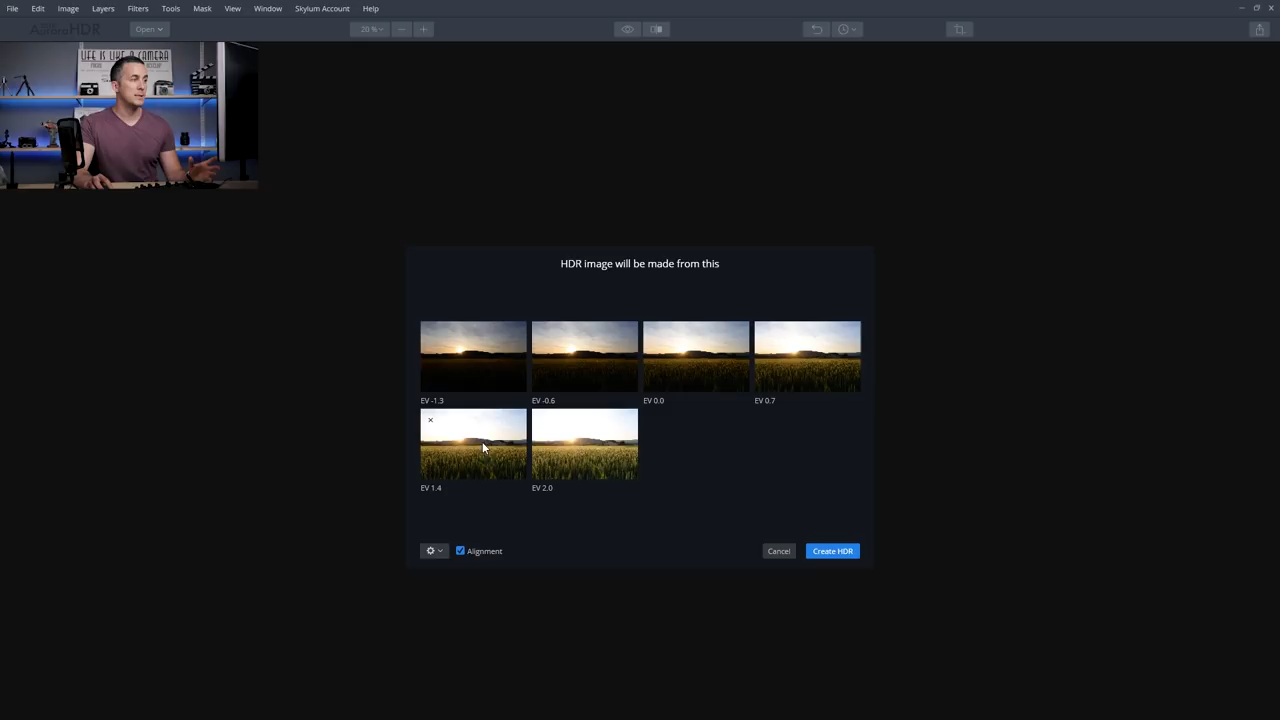 File Edit Image Layers Filters Tools Mask View Window Skylum Account Help
HDR Open 20 %
LIFE IS LIKE A CAMERA
HDR image will be made from this
EV -1.3 EV -0.6 EV 0.0 EV 0.7
EV 1.4 EV 2.0
Alignment Cancel Create HDR